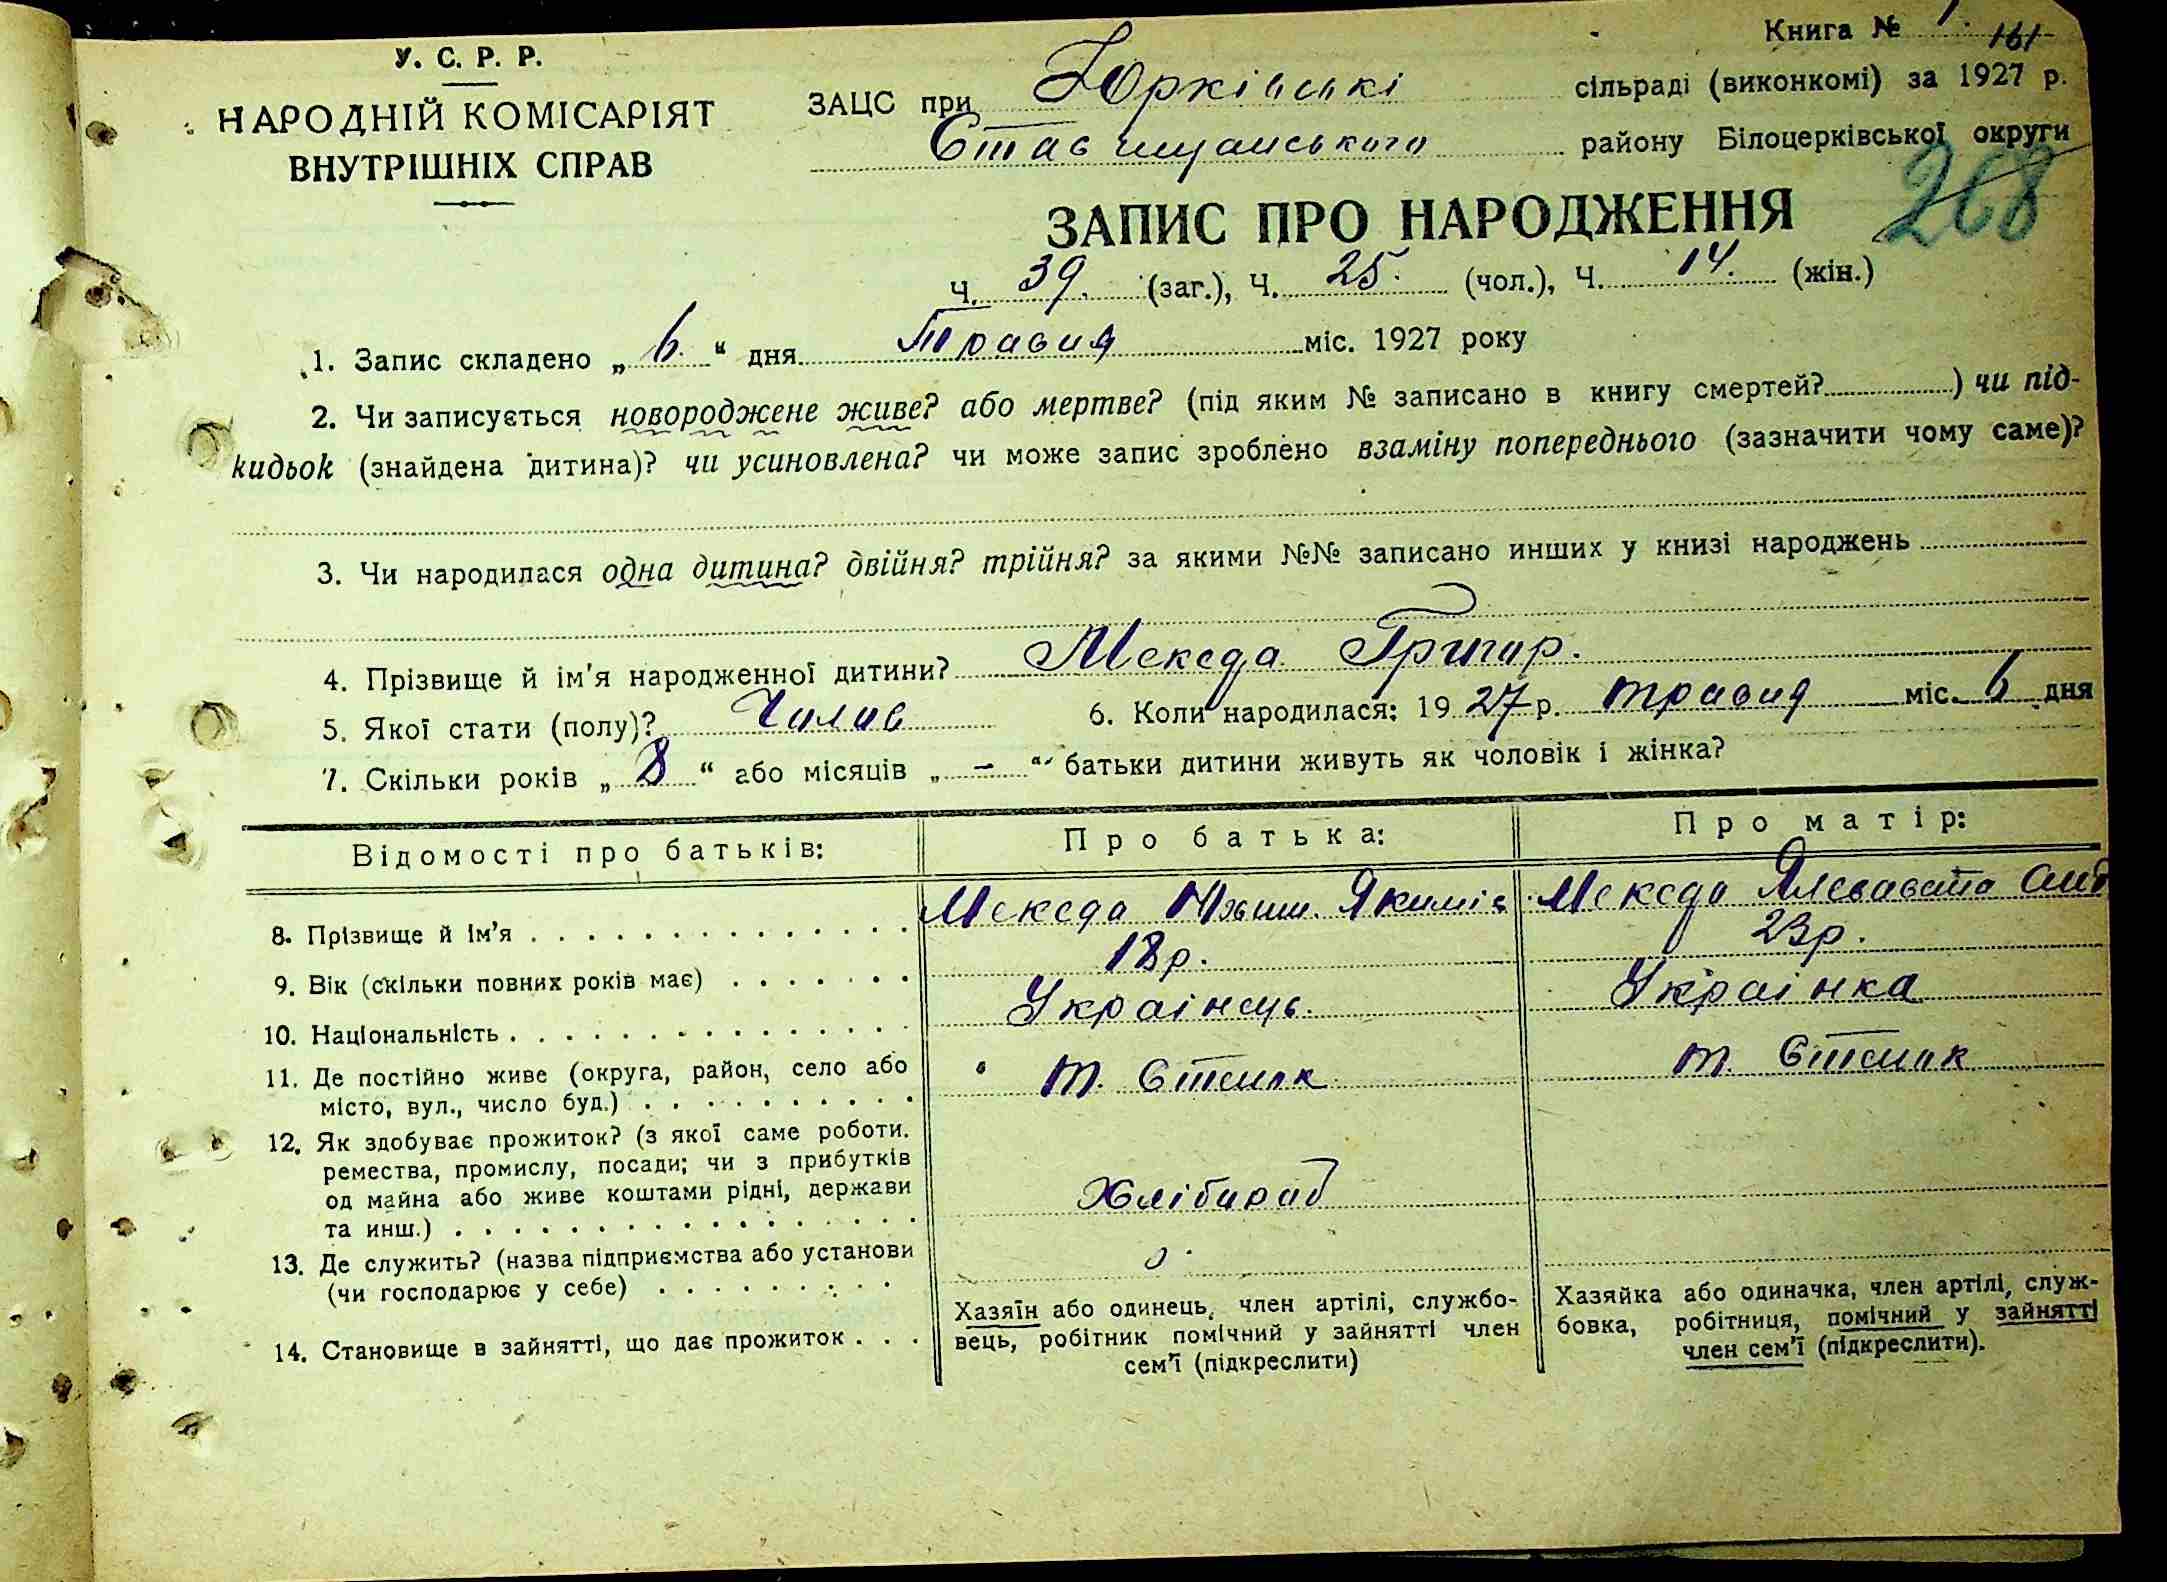 Книга № 1. 161
У. С. Р. Р.
НАРОДНІЙ КОМІСАРІЯТ
ВНУТРІШНІХ СПРАВ
ЗАЦС при Юрківські сільраді (виконкомі) за 1927 р.
Ставищанського району Білоцерківської округи
268
ЗАПИС ПРО НАРОДЖЕННЯ
Ч. 39. (заг.), Ч. 25. (чол.), Ч. 14. (жін.)
1. Запис складено „ 6. “ дня Травня міс. 1927 року
2. Чи записується новороджене живе? або мертве? (під яким № записано в книгу смертей? ) чи під-
кидьок (знайдена дитина)? чи усиновлена? чи може запис зроблено взаміну попереднього (зазначити чому саме)?
3. Чи народилася одна дитина? двійня? трійня? за якими №№ записано инших у книзі народжень
4. Прізвище й ім'я народженної дитини? Мекеда Григор.
5. Якої стати (полу)? Чилов 6. Коли народилася: 1927 р. травня міс. 6 дня
7. Скільки років „ 8 “ або місяців „ – “ батьки дитини живуть як чоловік і жінка?
Відомості про батьків: Про батька: Про матір:
8. Прізвище й ім'я Мекеда Якимів Мекеда
9. Вік (скільки повних років має) 23р.
10. Національність Украінець. Украінка
11. Де постійно живе (округа, район, село або
місто, вул., число буд.)
12. Як здобуває прожиток? (з якої саме роботи.
ремества, промислу, посади; чи з прибутків
од майна або живе коштами рідні, держави
та инш.) Хлібароб
13. Де служить? (назва підприємства або установи
(чи господарює у себе)
14. Становище в зайнятті, що дає прожиток
Хазяїн або одинець, член артілі, службо-
вець, робітник помічний у зайнятті член
сем'ї (підкреслити)
Хазяйка або одиначка, член артілі, служ-
бовка, робітниця, помічний у зайнятті
член сем'ї (підкреслити).